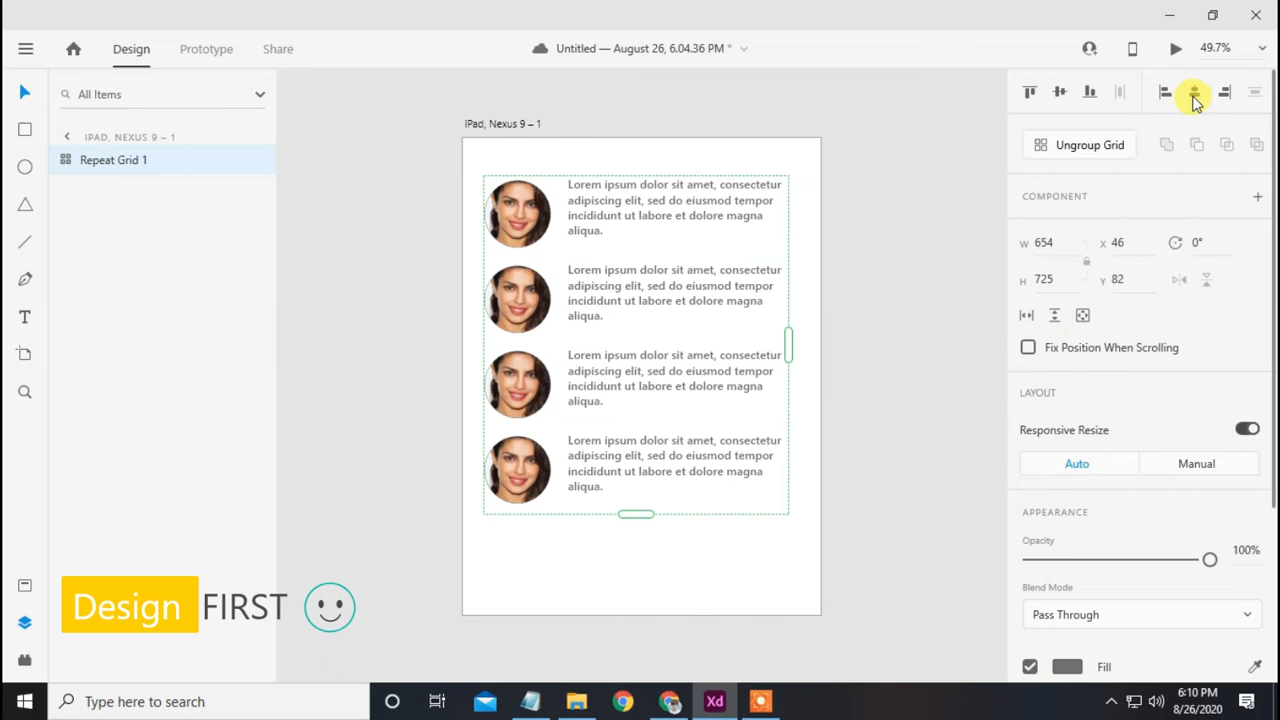 Design
Prototype
Share
Untitled — August 26, 6.04.36 PM *
49.7%
All Items
IPAD, NEXUS 9 – 1
Repeat Grid 1
iPad, Nexus 9 – 1
Lorem ipsum dolor sit amet, consectetur
adipiscing elit, sed do eiusmod tempor
incididunt ut labore et dolore magna
aliqua.
Lorem ipsum dolor sit amet, consectetur
adipiscing elit, sed do eiusmod tempor
incididunt ut labore et dolore magna
aliqua.
Lorem ipsum dolor sit amet, consectetur
adipiscing elit, sed do eiusmod tempor
incididunt ut labore et dolore magna
aliqua.
Lorem ipsum dolor sit amet, consectetur
adipiscing elit, sed do eiusmod tempor
incididunt ut labore et dolore magna
aliqua.
Ungroup Grid
COMPONENT
W 654 X 46 0°
H 725 Y 82
Fix Position When Scrolling
LAYOUT
Responsive Resize
Auto
Manual
APPEARANCE
Opacity
100%
Blend Mode
Pass Through
Fill
Design FIRST
Type here to search
Xd
6:10 PM
8/26/2020